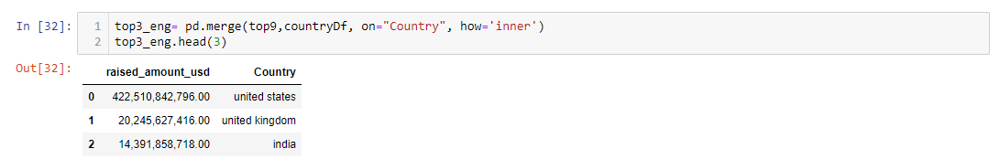 In [32]: 1 top3_eng= pd.merge(top9,countryDf, on="Country", how='inner')
2 top3_eng.head(3)
Out[32]:
raised_amount_usd Country
0 422,510,842,796.00 united states
1 20,245,627,416.00 united kingdom
2 14,391,858,718.00 india